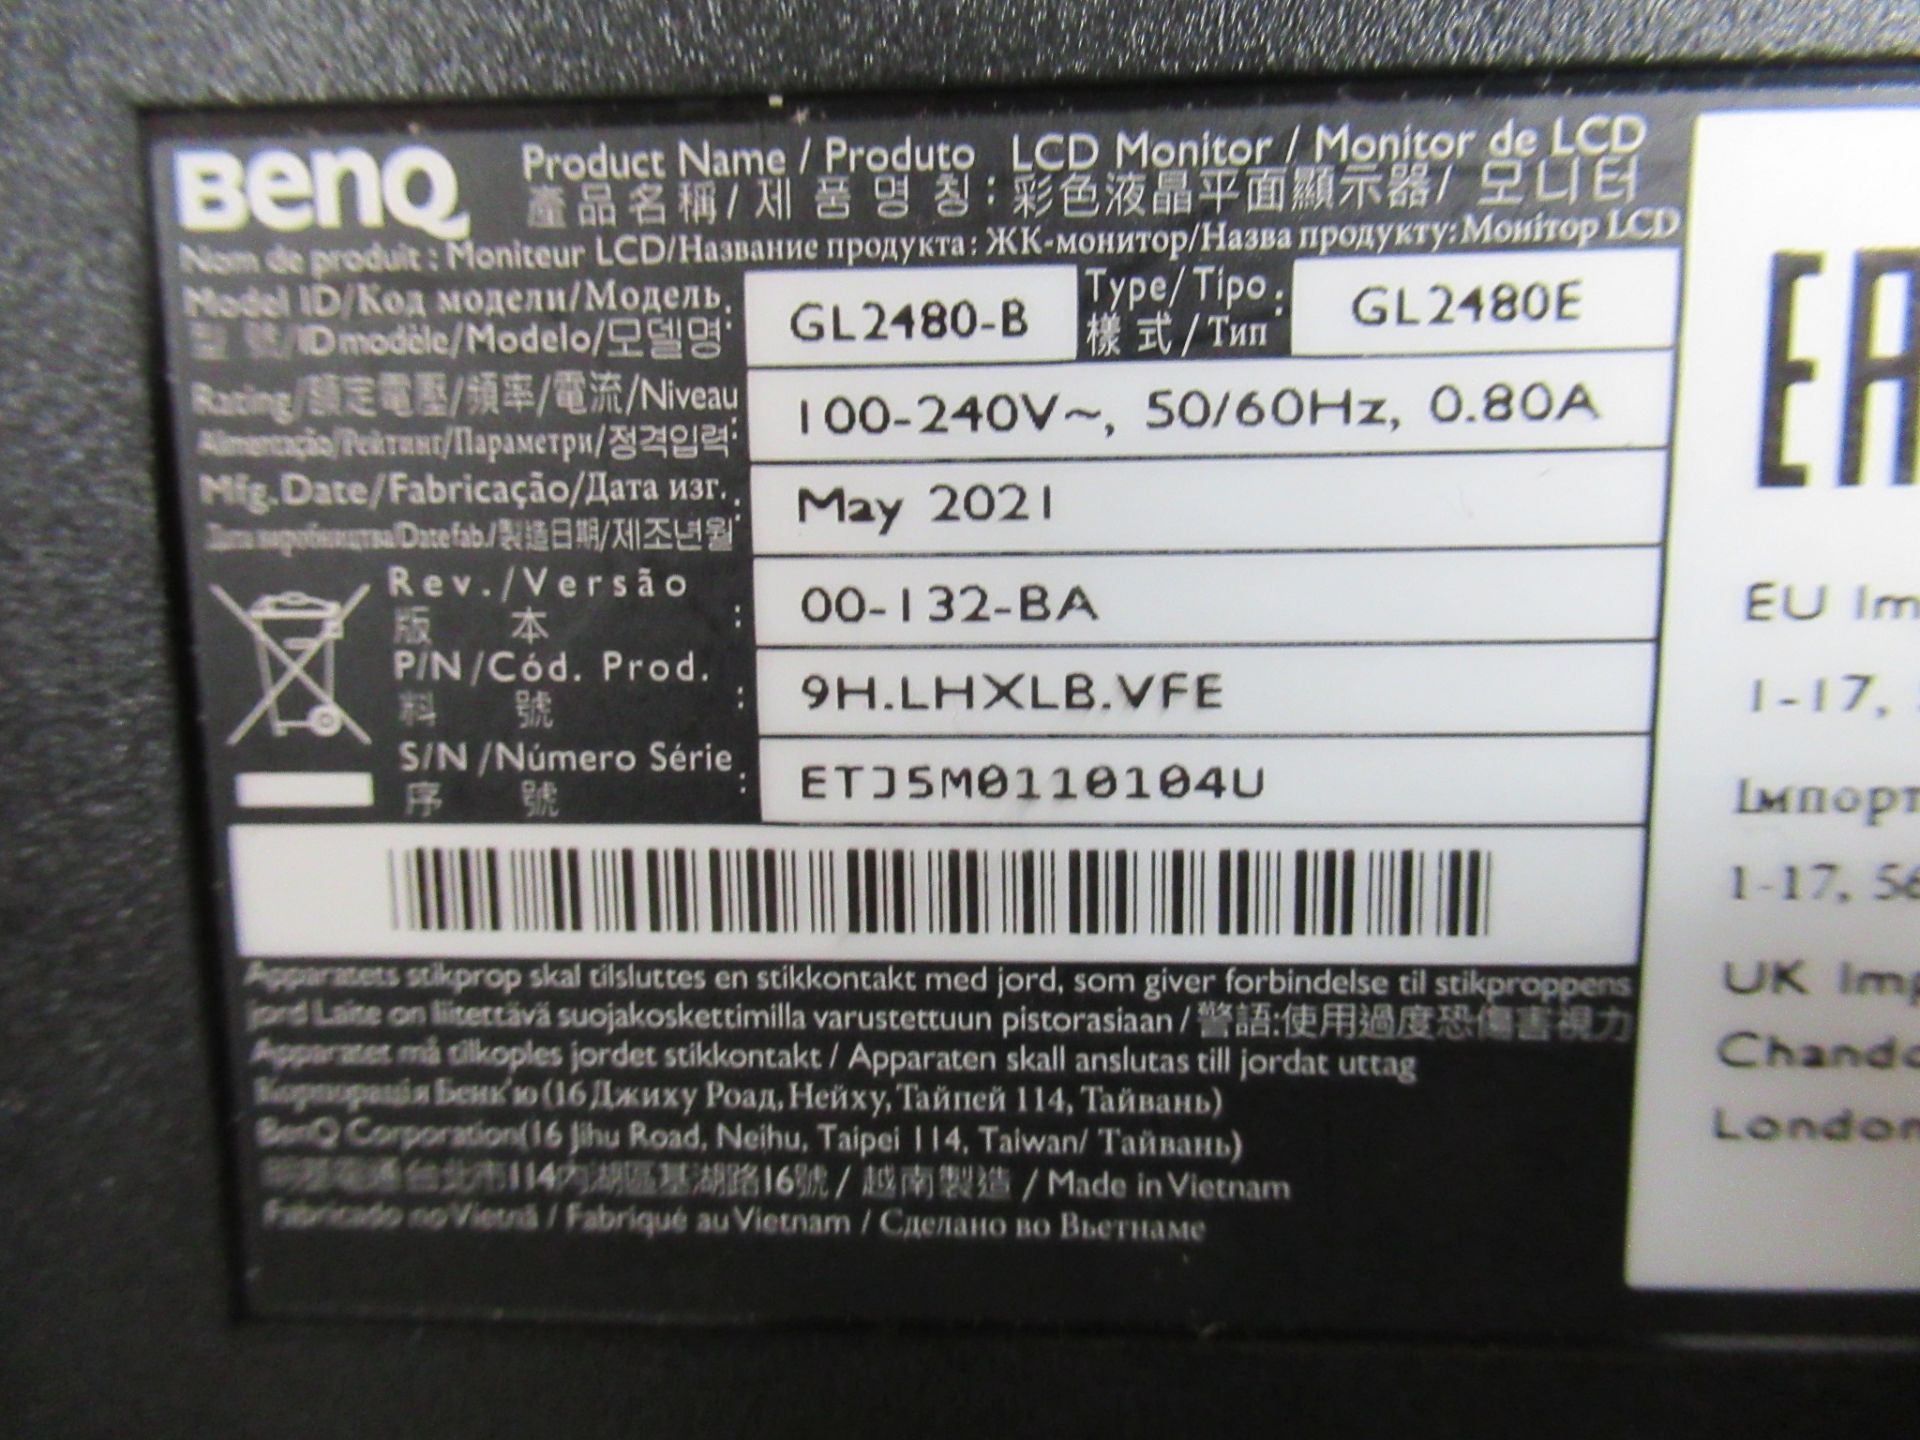 BenQ Product Name / Produto LCD Monitor / Monitor de LCD
產品名稱/제 품 명 칭 : 彩色液晶平面顯示器/ 모니터
Nom de produit : Moniteur LCD/Название продукта: ЖК-монитор/Назва продукту:Монітор LCD
Model ID/Код модели/Модель
型 號/ID modèle/Modelo/모델명: GL2480-B
Type/Tipo
樣 式/Тип : GL2480E
Rating/額定電壓/頻率/電流/Niveau
Alimentação/Рейтинг/Параметри/정격입력: 100-240V~, 50/60Hz, 0.80A
Mfg.Date/Fabricação/Дата изг.
Дата виробництва/Date fab./製造日期/제조년월: May 2021
Rev./Versão
版 本 : 00-132-BA
P/N/Cód. Prod.
料 號 : 9H.LHXLB.VFE
S/N/Número Série
序 號 : ETJ5M0110104U
Apparatets stikprop skal tilsluttes en stikkontakt med jord, som giver forbindelse til stikproppens
jord Laite on liitettävä suojakoskettimilla varustettuun pistorasiaan / 警語:使用過度恐傷害視力
Apparatet må tilkoples jordet stikkontakt / Apparaten skall anslutas till jordat uttag
Корпорація Бенк'ю (16 Джиху Роад, Нейху, Тайпей 114, Тайвань)
BenQ Corporation(16 Jihu Road, Neihu, Taipei 114, Taiwan/ Тайвань)
明基電通台北市114內湖區基湖路16號 / 越南製造 / Made in Vietnam
Fabricado no Vietnã / Fabriqué au Vietnam / Сделано во Вьетнаме
EA
EU Im
1-17,
Імпорт
1-17, 56
UK Imp
Chando
London